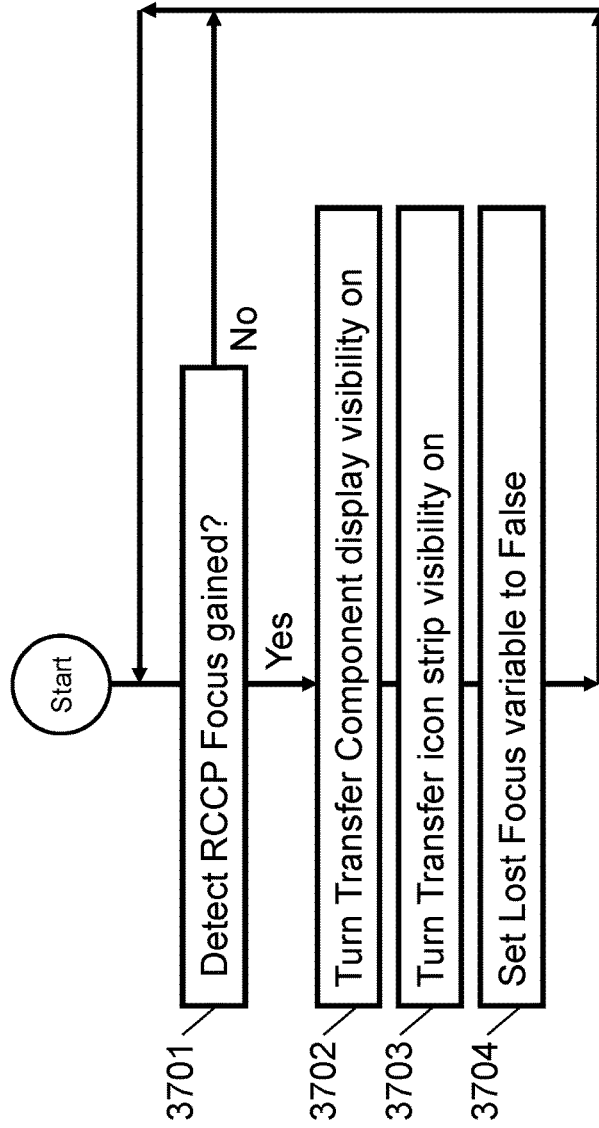 Start
3701
Detect RCCP Focus gained?
No
Yes
3702
Turn Transfer Component display visibility on
3703
Turn Transfer icon strip visibility on
3704
Set Lost Focus variable to False